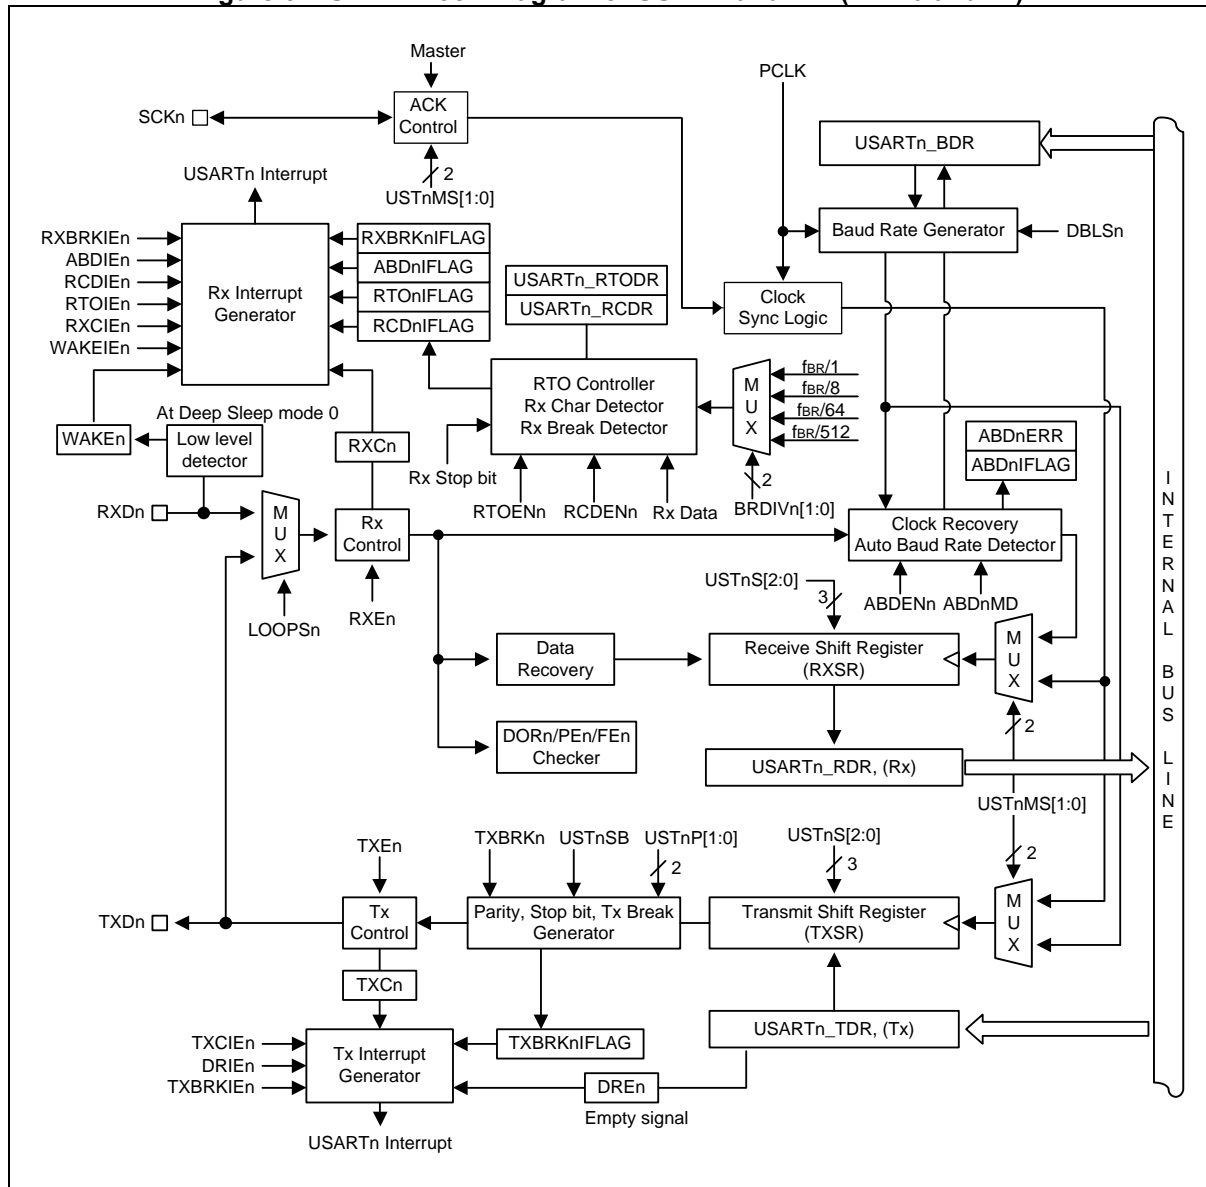 Master
PCLK
SCKn
ACK
Control
2
USTnMS[1:0]
USARTn_BDR
USARTn Interrupt
RXBRKIEn
ABDIEn
RCDIEn
RTOIEn
RXCIEn
WAKEIEn
Rx Interrupt
Generator
RXBRKnIFLAG
ABDnIFLAG
RTOnIFLAG
RCDnIFLAG
Baud Rate Generator
DBLSn
USARTn_RTODR
USARTn_RCDR
Clock
Sync Logic
RTO Controller
Rx Char Detector
Rx Break Detector
MUX
fBR/1
fBR/8
fBR/64
fBR/512
2
BRDIVn[1:0]
At Deep Sleep mode 0
WAKEn
Low level
detector
RXCn
Rx Stop bit
RTOENn
RCDENn
Rx Data
ABDnERR
ABDnIFLAG
RXDn
MUX
LOOPSn
Rx
Control
RXEn
Clock Recovery
Auto Baud Rate Detector
ABDENn
ABDnMD
USTnS[2:0]
3
Data
Recovery
Receive Shift Register
(RXSR)
MUX
2
DORn/PEn/FEn
Checker
USARTn_RDR, (Rx)
USTnMS[1:0]
2
INTERNAL BUS LINE
TXEn
TXBRKn
USTnSB
USTnP[1:0]
2
USTnS[2:0]
3
TXDn
Tx
Control
Parity, Stop bit, Tx Break
Generator
Transmit Shift Register
(TXSR)
MUX
TXCn
TXCIEn
DRIEn
TXBRKIEn
Tx Interrupt
Generator
TXBRKnIFLAG
USARTn_TDR, (Tx)
DREn
Empty signal
USARTn Interrupt